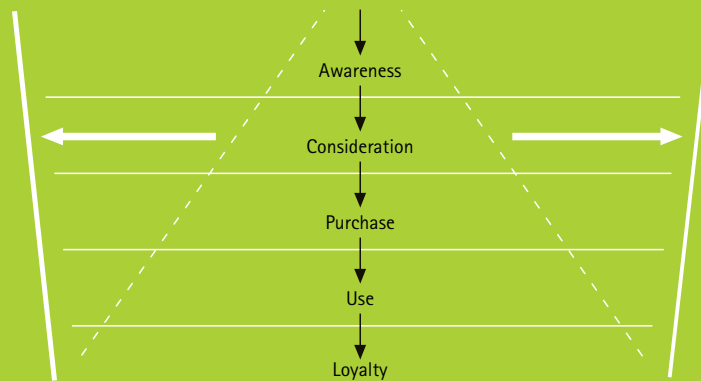 Awareness
Consideration
Purchase
Use
Loyalty